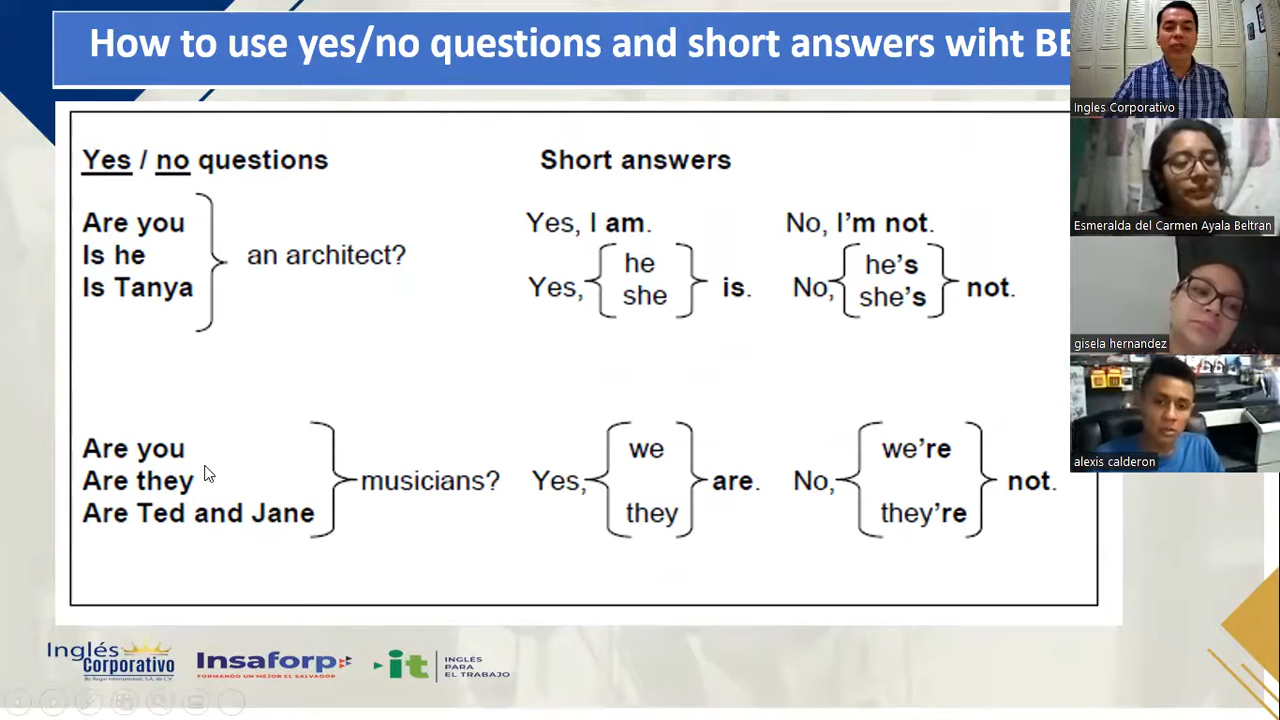 How to use yes/no questions and short answers wiht BE
Yes / no questions
Short answers
Are you
Is he
Is Tanya
an architect?
Yes, I am.
No, I'm not.
Yes,
he
she
is.
No,
he's
she's
not.
Are you
Are they
Are Ted and Jane
musicians?
Yes,
we
they
are.
No,
we're
they're
not.
Ingles Corporativo
Esmeralda del Carmen Ayala Beltran
gisela hernandez
alexis calderon
Inglés
Corporativo
By Regal International, S.A. de C.V.
Insaforp
FORMANDO UN MEJOR EL SALVADOR
it
INGLÉS
PARA
EL TRABAJO